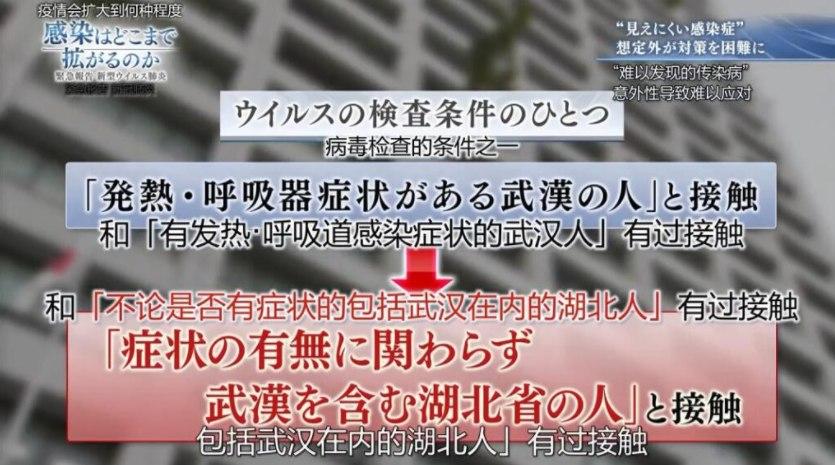 疫情会扩大到何种程度
感染はどこまで
拡がるのか
緊急報告 新型ウイルス肺炎
“見えにくい感染症”
想定外が対策を困難に
“难以发现的传染病”
意外性导致难以应对
ウイルスの検査条件のひとつ
病毒检查的条件之一
「発熱・呼吸器症状がある武漢の人」と接触
和「有发热·呼吸道感染症状的武汉人」有过接触
和「不论是否有症状的包括武汉在内的湖北人」有过接触
「症状の有無に関わらず
武漢を含む湖北省の人」と接触
包括武汉在内的湖北人」有过接触